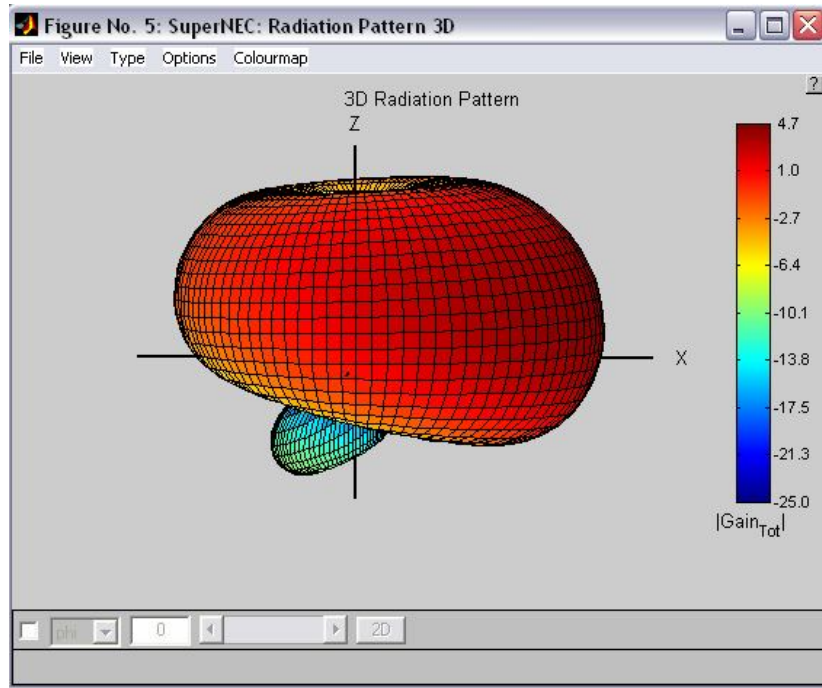 Figure No. 5: SuperNEC: Radiation Pattern 3D
File View Type Options Colourmap
?
3D Radiation Pattern
Z
X
4.7
1.0
-2.7
-6.4
-10.1
-13.8
-17.5
-21.3
-25.0
|Gain_Tot|
phi 0 2D